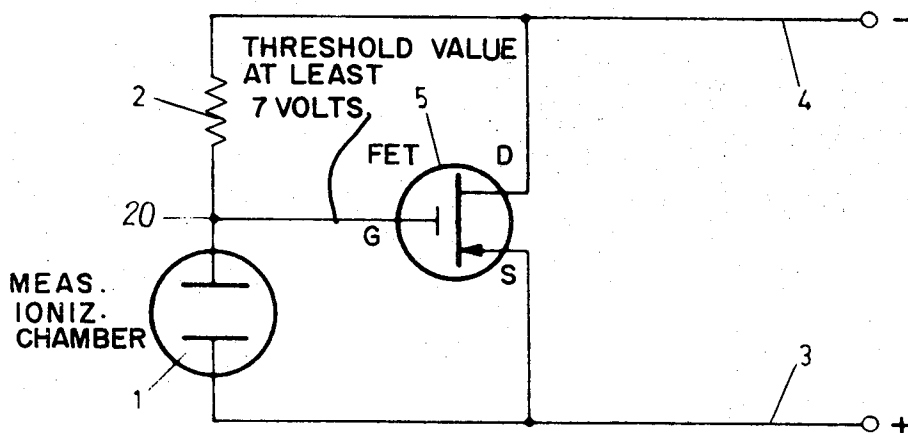 −
THRESHOLD VALUE
AT LEAST
7 VOLTS
2
5
4
FET
D
20
G
S
MEAS.
IONIZ.
CHAMBER
1
3
+